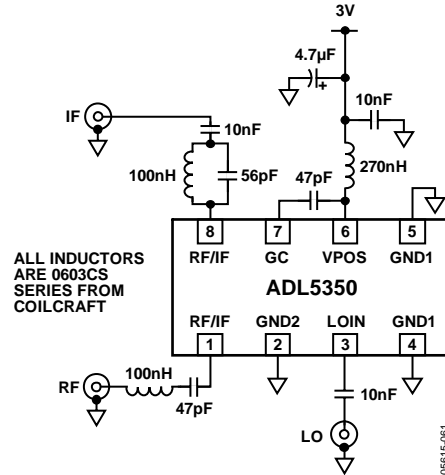 3V
4.7µF
+
IF
10nF
10nF
100nH
56pF
47pF
270nH
8
7
6
5
RF/IF
GC
VPOS
GND1
ALL INDUCTORS
ARE 0603CS
SERIES FROM
COILCRAFT
ADL5350
RF/IF
GND2
LOIN
GND1
1
2
3
4
RF
100nH
47pF
10nF
LO
05615-061